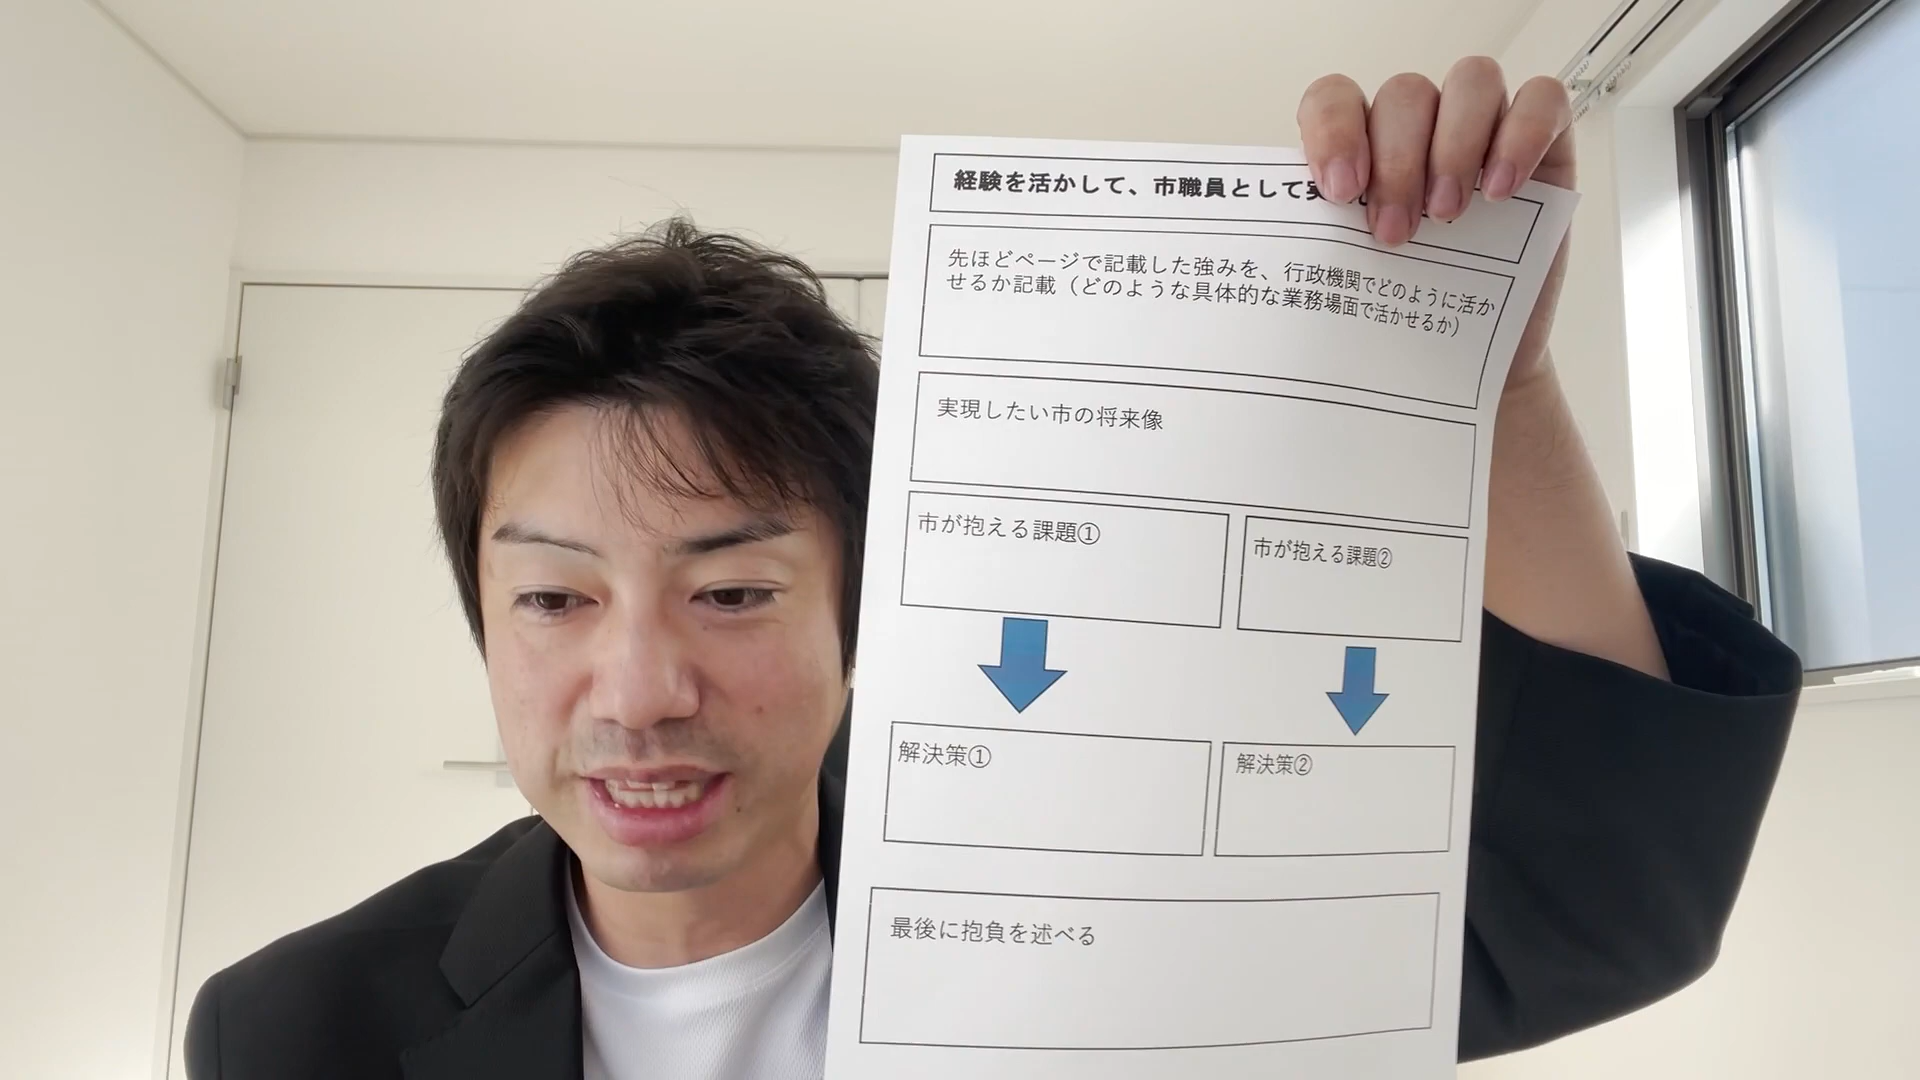 経験を活かして、市職員として実
先ほどページで記載した強みを、行政機関でどのように活か
せるか記載（どのような具体的な業務場面で活かせるか）
実現したい市の将来像
市が抱える課題①
市が抱える課題②
解決策①
解決策②
最後に抱負を述べる